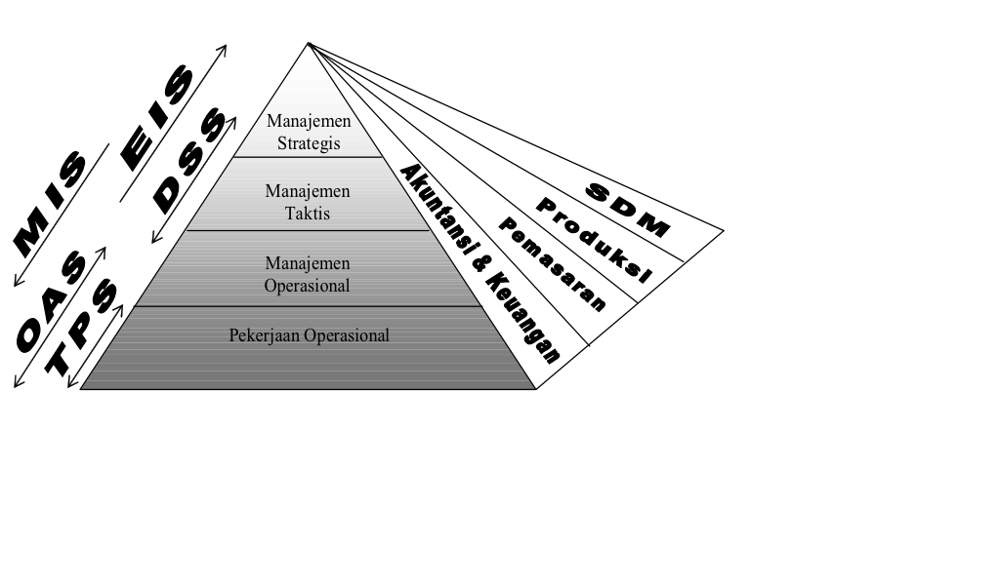 EIS
DSS
MIS
OAS
TPS
Manajemen
Strategis
Manajemen
Taktis
Manajemen
Operasional
Pekerjaan Operasional
Akuntansi & Keuangan
Pemasaran
Produksi
SDM